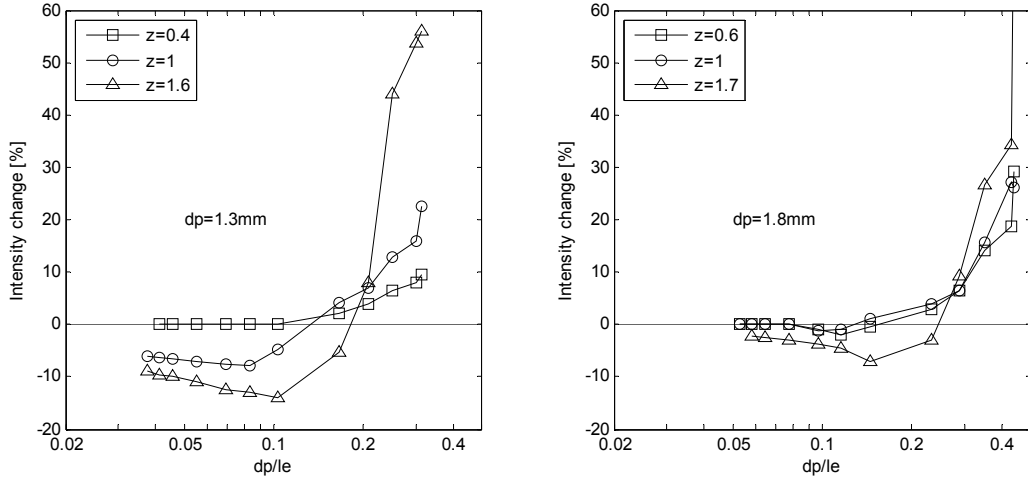 60
50
40
30
20
10
0
-10
-20
0.02
0.05
0.1
0.2
0.4
dp/le
Intensity change [%]
z=0.4
z=1
z=1.6
dp=1.3mm
60
50
40
30
20
10
0
-10
-20
0.02
0.05
0.1
0.2
0.4
dp/le
Intensity change [%]
z=0.6
z=1
z=1.7
dp=1.8mm